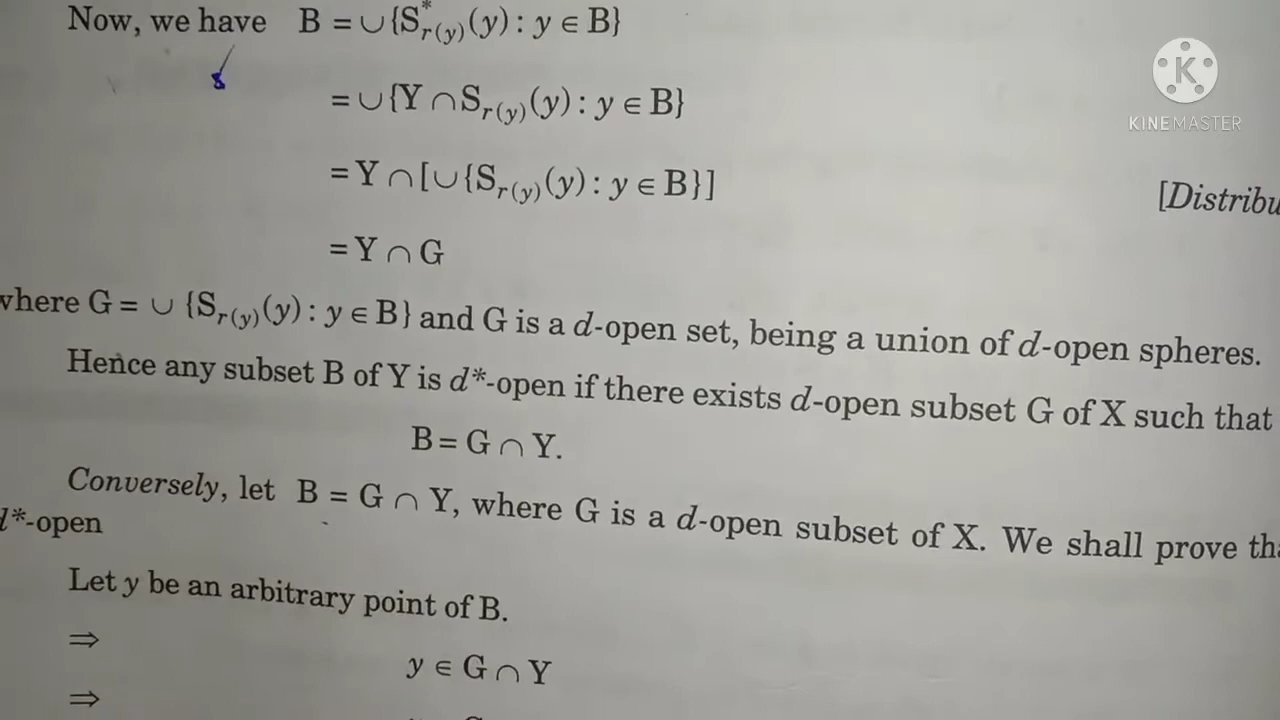 Now, we have B = ∪ {S*r(y)(y) : y ∈ B}
= ∪ {Y ∩ Sr(y)(y) : y ∈ B}
= Y ∩ [∪ {Sr(y)(y) : y ∈ B}]
= Y ∩ G
where G = ∪ {Sr(y)(y) : y ∈ B} and G is a d-open set, being a union of d-open spheres.
Hence any subset B of Y is d*-open if there exists d-open subset G of X such that
B = G ∩ Y.
Conversely, let B = G ∩ Y, where G is a d-open subset of X. We shall prove
d*-open
Let y be an arbitrary point of B.
⇒ y ∈ G ∩ Y
⇒
KINEMASTER